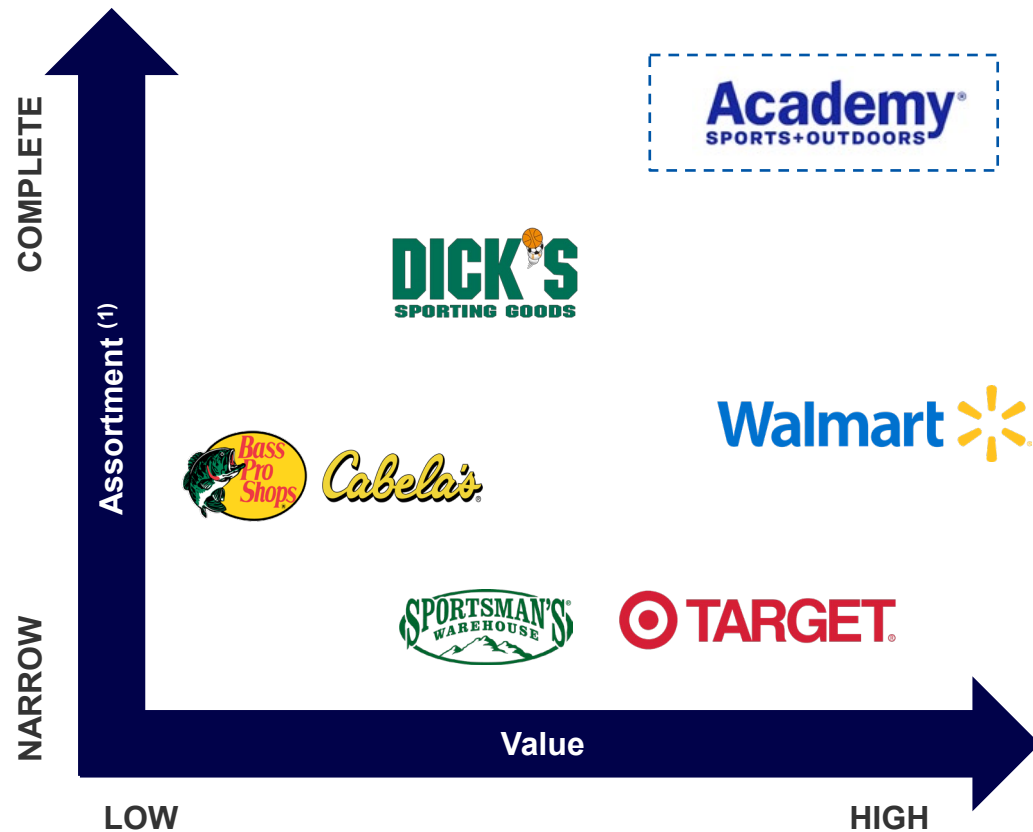 COMPLETE
Academy®
SPORTS+OUTDOORS
DICK'S
SPORTING GOODS
Assortment (1)
Walmart
Bass
Pro
Shops
Cabela's
SPORTSMAN'S
WAREHOUSE
TARGET
NARROW
Value
LOW
HIGH